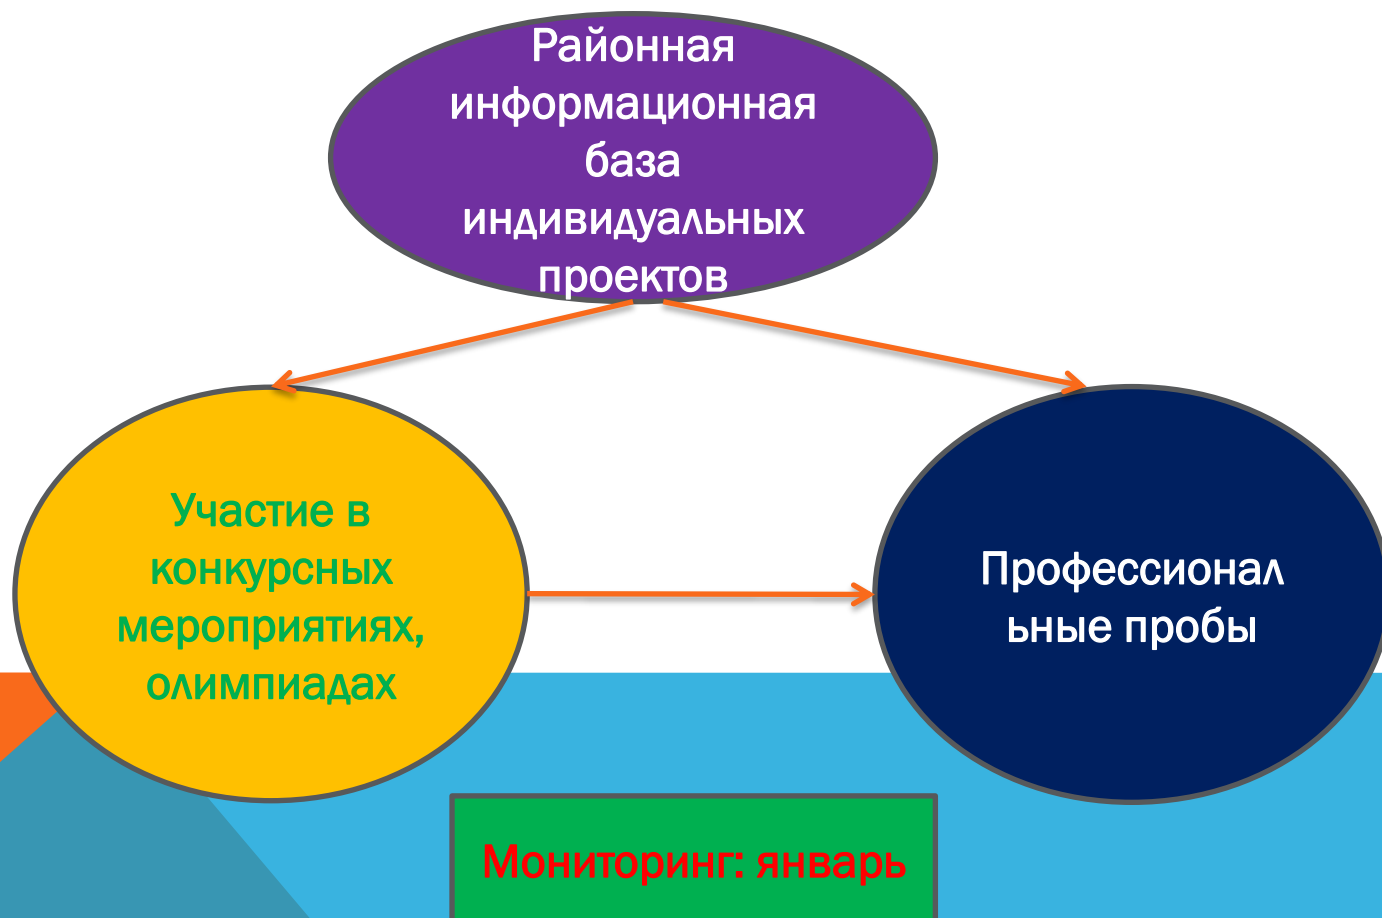 Районная
информационная
база
индивидуальных
проектов
Участие в
конкурсных
мероприятиях,
олимпиадах
Профессионал
ьные пробы
Мониторинг: январь